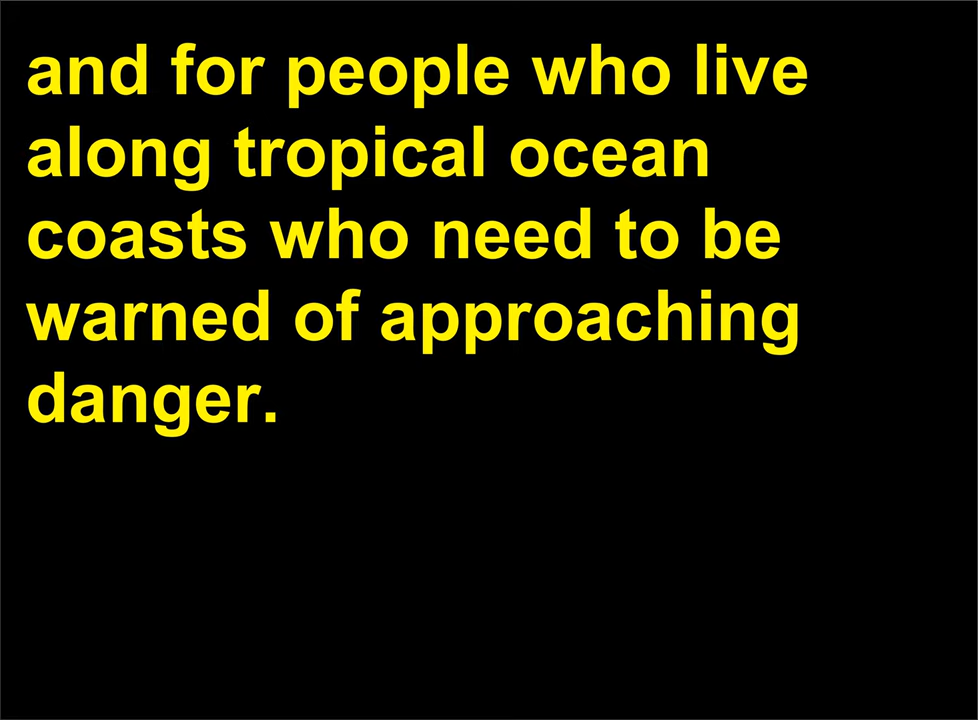 and for people who live
along tropical ocean
coasts who need to be
warned of approaching
danger.